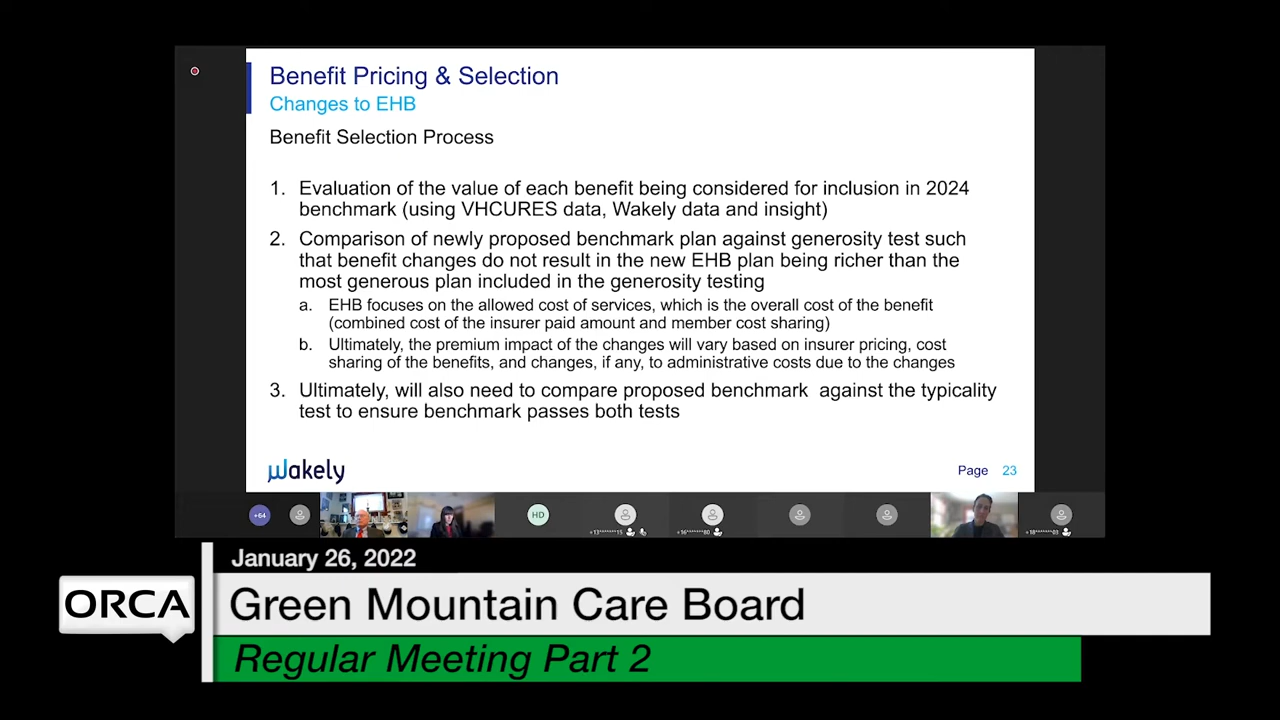 Benefit Pricing & Selection
Changes to EHB
Benefit Selection Process
1. Evaluation of the value of each benefit being considered for inclusion in 2024
benchmark (using VHCURES data, Wakely data and insight)
2. Comparison of newly proposed benchmark plan against generosity test such
that benefit changes do not result in the new EHB plan being richer than the
most generous plan included in the generosity testing
a. EHB focuses on the allowed cost of services, which is the overall cost of the benefit
(combined cost of the insurer paid amount and member cost sharing)
b. Ultimately, the premium impact of the changes will vary based on insurer pricing, cost
sharing of the benefits, and changes, if any, to administrative costs due to the changes
3. Ultimately, will also need to compare proposed benchmark against the typicality
test to ensure benchmark passes both tests
Wakely
Page 23
+64
HD
+13*******15
+16*******80
+18*******03
January 26, 2022
ORCA
Green Mountain Care Board
Regular Meeting Part 2